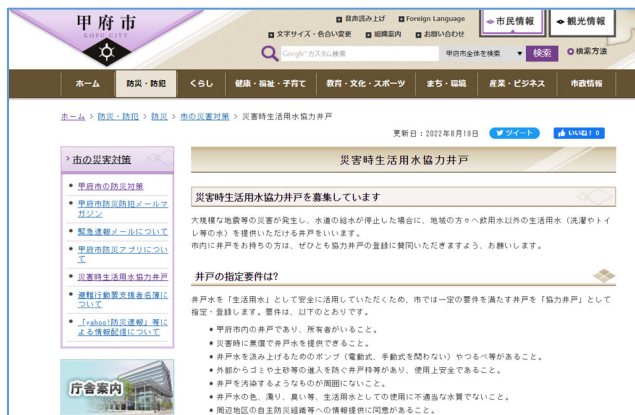 甲府市
KOFU CITY
音声読み上げ Foreign Language
文字サイズ・色合い変更 組織案内 お問い合わせ
市民情報 観光情報
Google カスタム検索 甲府市全体を検索 ▼ 検索 検索方法
ホーム 防災・防犯 くらし 健康・福祉・子育て 教育・文化・スポーツ まち・環境 産業・ビジネス 市政情報
ホーム > 防災・防犯 > 防災 > 市の災害対策 > 災害時生活用水協力井戸
更新日:2022年8月19日 ツイート いいね! 0
市の災害対策
甲府市の防災対策
甲府市防災防犯メールマ
ガジン
緊急速報メールについて
甲府市防災アプリについ
て
災害時生活用水協力井戸
避難行動要支援者名簿に
ついて
「yahoo!防災速報」等に
よる情報配信について
庁舎案内
災害時生活用水協力井戸
災害時生活用水協力井戸を募集しています
大規模な地震等の災害が発生し、水道の給水が停止した場合に、地域の方々へ飲用水以外の生活用水(洗濯やトイ
レ等の水)を提供いただける井戸をいいます。
市内に井戸をお持ちの方は、ぜひとも協力井戸の登録に賛同いただきますよう、お願いします。
井戸の指定要件は?
井戸水を「生活用水」として安全に活用していただくため、市では一定の要件を満たす井戸を「協力井戸」として
指定・登録します。要件は、以下のとおりです。
甲府市内の井戸であり、所有者がいること。
災害時に無償で井戸水を提供できること。
井戸水を汲み上げるためのポンプ(電動式、手動式を問わない)やつるべ等があること。
外部からゴミや土砂等の進入を防ぐ井戸枠等があり、使用上安全であること。
井戸を汚染するようなものが周囲にないこと。
井戸水の色、濁り、臭い等、生活用水としての使用に不適当な水質でないこと。
周辺地区の自主防災組織等への情報提供に同意があること。